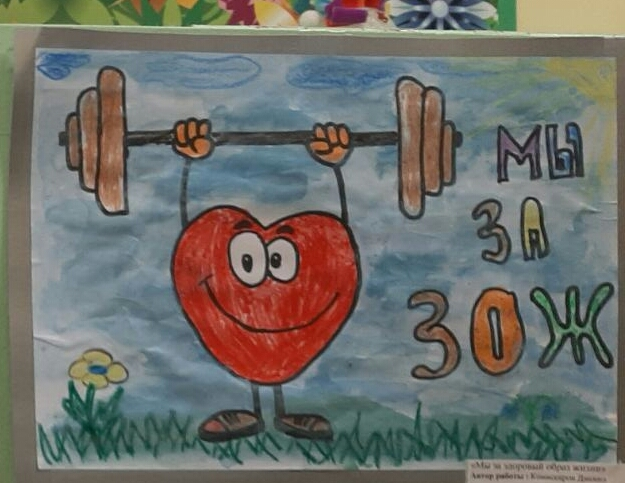 МЫ
ЗА
ЗОЖ
«Мы за здоровый образ жизни»
Автор работы :